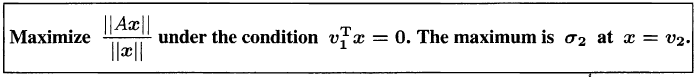 Maximize ||Ax|| / ||x|| under the condition v₁ᵀx = 0. The maximum is σ₂ at x = v₂.